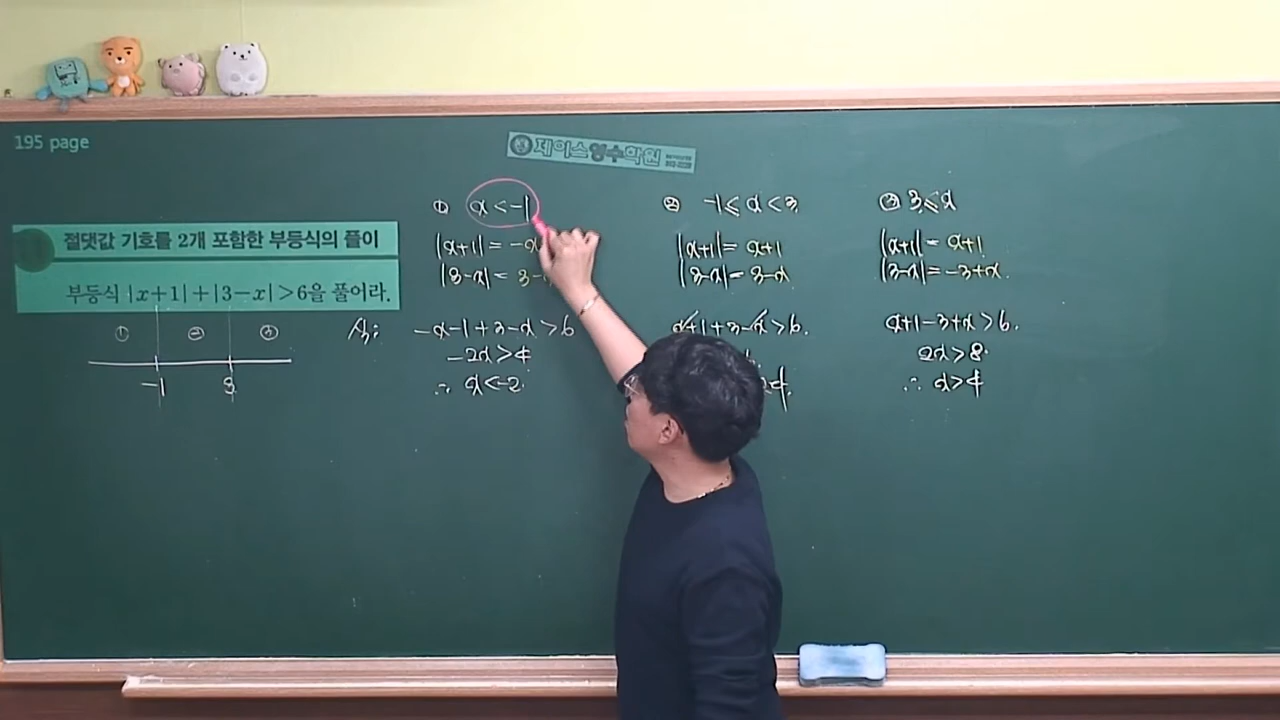 195 page
제이스영수학원
절댓값 기호를 2개 포함한 부등식의 풀이
부등식 |x+1|+|3-x|>6을 풀어라.
① ② ③
-1 3
① x<-1
|x+1|= -x
|3-x|= 3-
-x-1+3-x>6
-2x>4
∴ x<-2.
② -1≤x<3
|x+1|= x+1
|3-x|= 3-x
x+1+3-x>6.
③ 3≤x
|x+1|= x+1
|3-x|= -3+x.
x+1-3+x>6.
2x>8.
∴ x>4